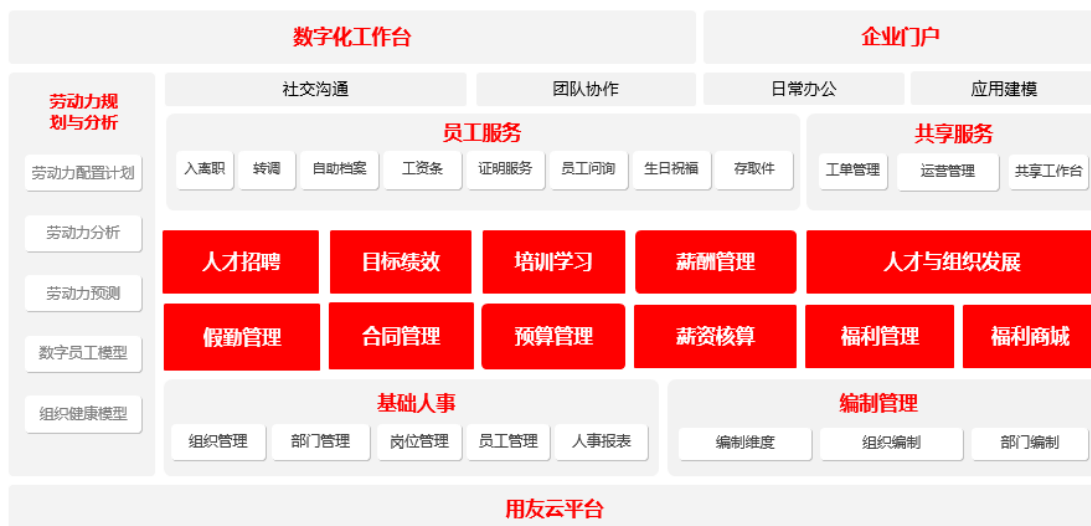 数字化工作台
企业门户
劳动力规
划与分析
劳动力配置计划
劳动力分析
劳动力预测
数字员工模型
组织健康模型
社交沟通
团队协作
日常办公
应用建模
员工服务
入离职
转调
自助档案
工资条
证明服务
员工问询
生日祝福
存取件
共享服务
工单管理
运营管理
共享工作台
人才招聘
目标绩效
培训学习
薪酬管理
人才与组织发展
假勤管理
合同管理
预算管理
薪资核算
福利管理
福利商城
基础人事
组织管理
部门管理
岗位管理
员工管理
人事报表
编制管理
编制维度
组织编制
部门编制
用友云平台